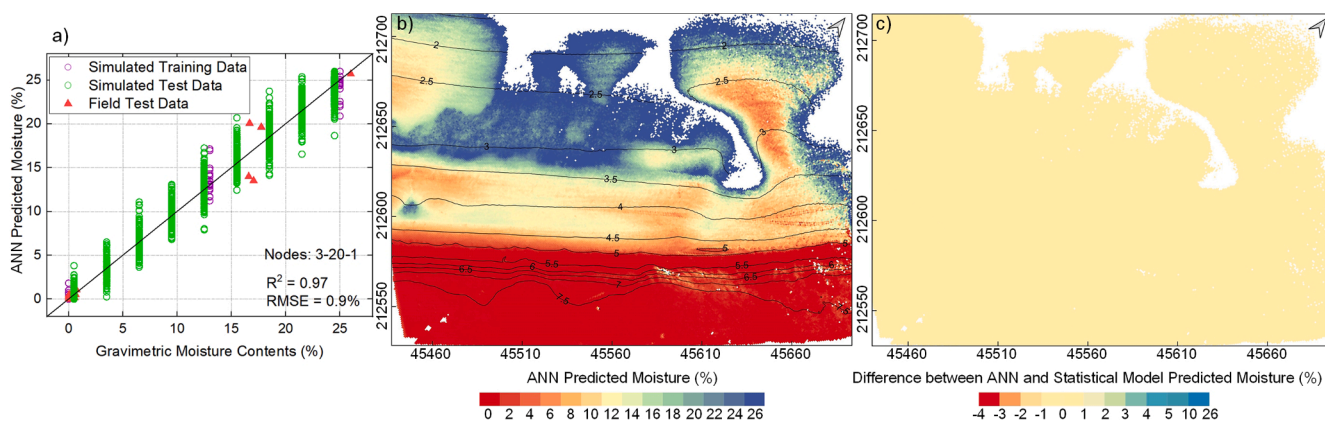 a)
ANN Predicted Moisture (%)
25
20
15
10
5
0
Simulated Training Data
Simulated Test Data
Field Test Data
Nodes: 3-20-1
R² = 0.97
RMSE = 0.9%
0 5 10 15 20 25
Gravimetric Moisture Contents (%)
b)
212700
212650
212600
212550
2
2.5
2
2.5
3
3
3.5
4
4.5
5
5
5.5
5.5
6
6.5
6.5
7
7.5
7.5
45460 45510 45560 45610 45660
ANN Predicted Moisture (%)
0 2 4 6 8 10 12 14 16 18 20 22 24 26
c)
212700
212650
212600
212550
45460 45510 45560 45610 45660
Difference between ANN and Statistical Model Predicted Moisture (%)
-4 -3 -2 -1 0 1 2 3 4 5 10 26